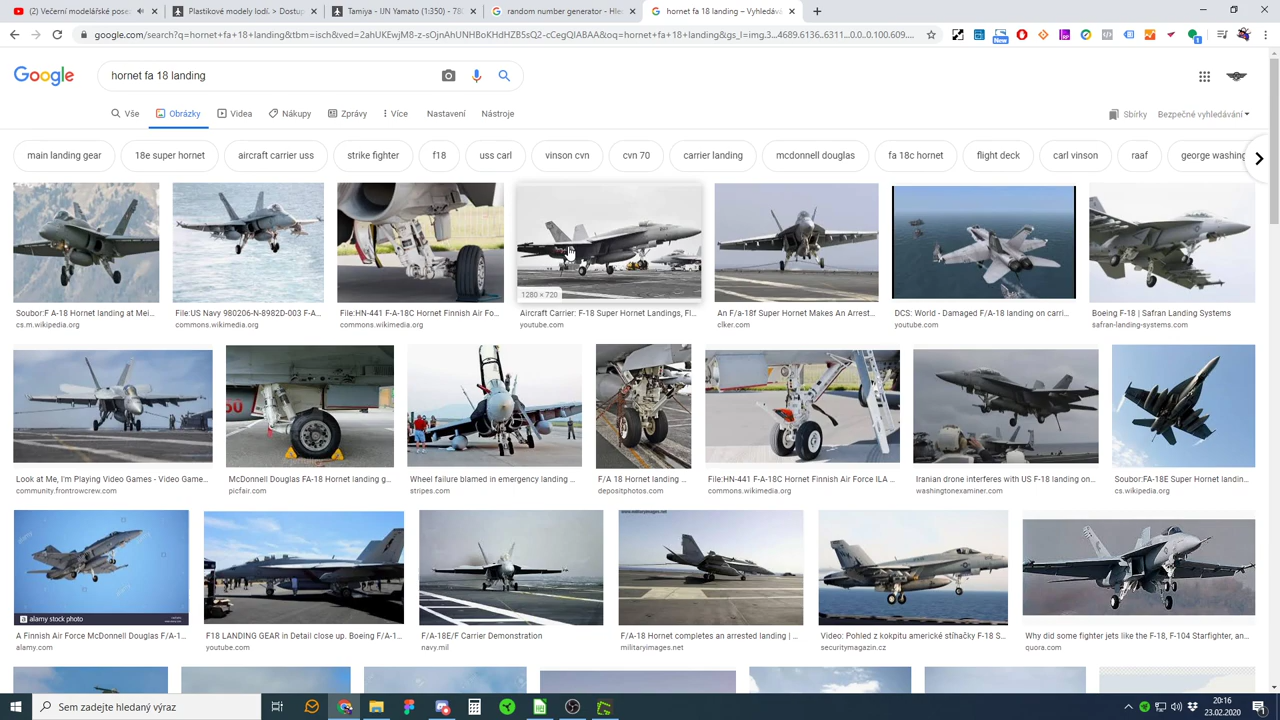 (2) Večerní modelářské pose
Plastikové modely lodí. > Dostup
Tamiya - IJN Yamato (1:350) - 780
random number generator - Hle
hornet fa 18 landing – Vyhledáv
google.com/search?q=hornet+fa+18+landing&tbm=isch&ved=2ahUKEwjM8-z-sOjnAhUNHBoKHdHZB5sQ2-cCegQIABAA&oq=hornet+fa+18+landing&gs_l=img.3...4689.6136..6311...0.0..0.100.609....
New
1
Google
hornet fa 18 landing
Vše
Obrázky
Videa
Nákupy
Zprávy
Více
Nastavení
Nástroje
Sbírky
Bezpečné vyhledávání
main landing gear
18e super hornet
aircraft carrier uss
strike fighter
f18
uss carl
vinson cvn
cvn 70
carrier landing
mcdonnell douglas
fa 18c hornet
flight deck
carl vinson
raaf
george washing
1280 × 720
Soubor:F A-18 Hornet landing at Mei...
File:US Navy 980206-N-8982D-003 F-A...
File:HN-441 F-A-18C Hornet Finnish Air Fo...
Aircraft Carrier: F-18 Super Hornet Landings, Fl...
An F/a-18f Super Hornet Makes An Arrest...
DCS: World - Damaged F/A-18 landing on carri...
Boeing F-18 | Safran Landing Systems
cs.m.wikipedia.org
commons.wikimedia.org
commons.wikimedia.org
youtube.com
clker.com
youtube.com
safran-landing-systems.com
Look at Me, I'm Playing Video Games - Video Game...
McDonnell Douglas FA-18 Hornet landing g...
Wheel failure blamed in emergency landing ...
F/A 18 Hornet landing ...
File:HN-441 F-A-18C Hornet Finnish Air Force ILA ...
Iranian drone interferes with US F-18 landing on...
Soubor:FA-18E Super Hornet landin...
community.frontrowcrew.com
picfair.com
stripes.com
depositphotos.com
commons.wikimedia.org
washingtonexaminer.com
cs.wikipedia.org
alamy
a alamy stock photo
www.militaryimages.net
A Finnish Air Force McDonnell Douglas F/A-1...
F18 LANDING GEAR in Detail close up. Boeing F/A-1...
F/A-18E/F Carrier Demonstration
F/A-18 Hornet completes an arrested landing | ...
Video: Pohled z kokpitu americké stíhačky F-18 S...
Why did some fighter jets like the F-18, F-104 Starfighter, an...
alamy.com
youtube.com
navy.mil
militaryimages.net
securitymagazin.cz
quora.com
Sem zadejte hledaný výraz
20:16
23.02.2020
1